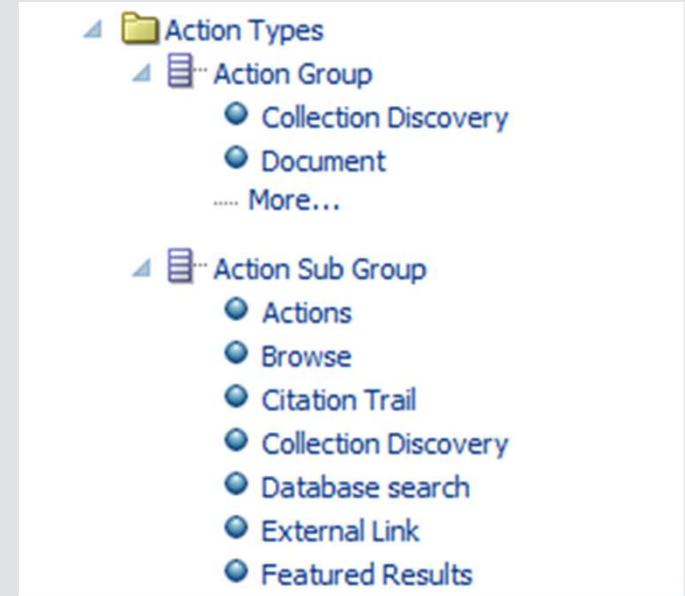 Action Types
Action Group
Collection Discovery
Document
More...
Action Sub Group
Actions
Browse
Citation Trail
Collection Discovery
Database search
External Link
Featured Results